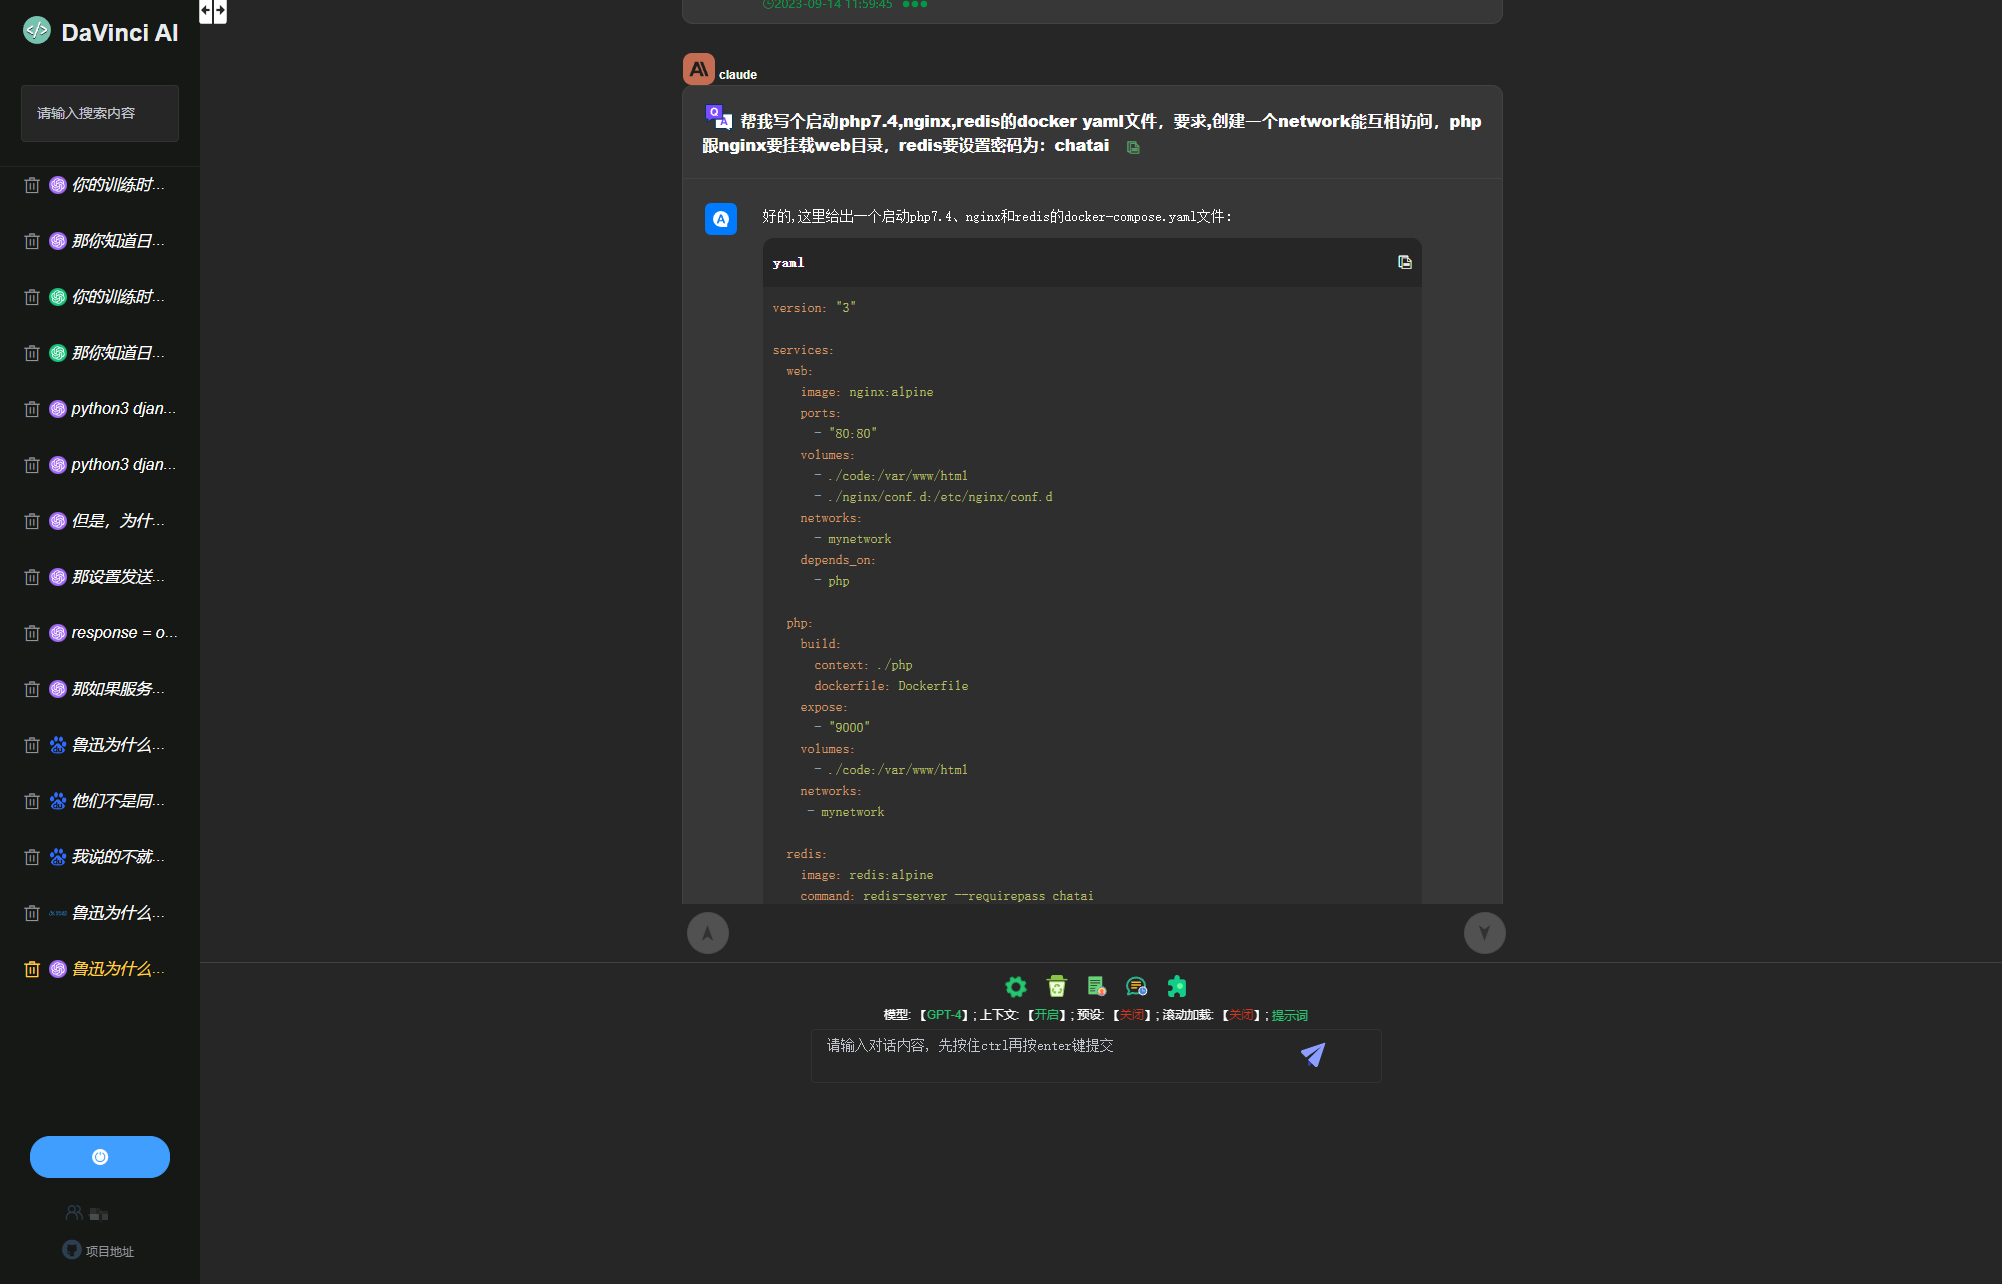 DaVinci AI
请输入搜索内容
你的训练时...
那你知道日...
你的训练时...
那你知道日...
python3 djan...
python3 djan...
但是，为什...
那设置发送...
response = o...
那如果服务...
鲁迅为什么...
他们不是同...
我说的不就...
鲁迅为什么...
鲁迅为什么...
项目地址
2023-09-14 11:59:45
claude
帮我写个启动php7.4,nginx,redis的docker yaml文件，要求,创建一个network能互相访问，php
跟nginx要挂载web目录，redis要设置密码为：chatai
好的,这里给出一个启动php7.4、nginx和redis的docker-compose.yaml文件:
yaml
version: "3"
services:
  web:
    image: nginx:alpine
    ports:
      - "80:80"
    volumes:
      - ./code:/var/www/html
      - ./nginx/conf.d:/etc/nginx/conf.d
    networks:
      - mynetwork
    depends_on:
      - php
  php:
    build:
      context: ./php
      dockerfile: Dockerfile
    expose:
      - "9000"
    volumes:
      - ./code:/var/www/html
    networks:
     - mynetwork
  redis:
    image: redis:alpine
    command: redis-server --requirepass chatai
模型: 【GPT-4】; 上下文: 【开启】; 预设: 【关闭】; 滚动加载: 【关闭】; 提示词
请输入对话内容，先按住ctrl再按enter键提交